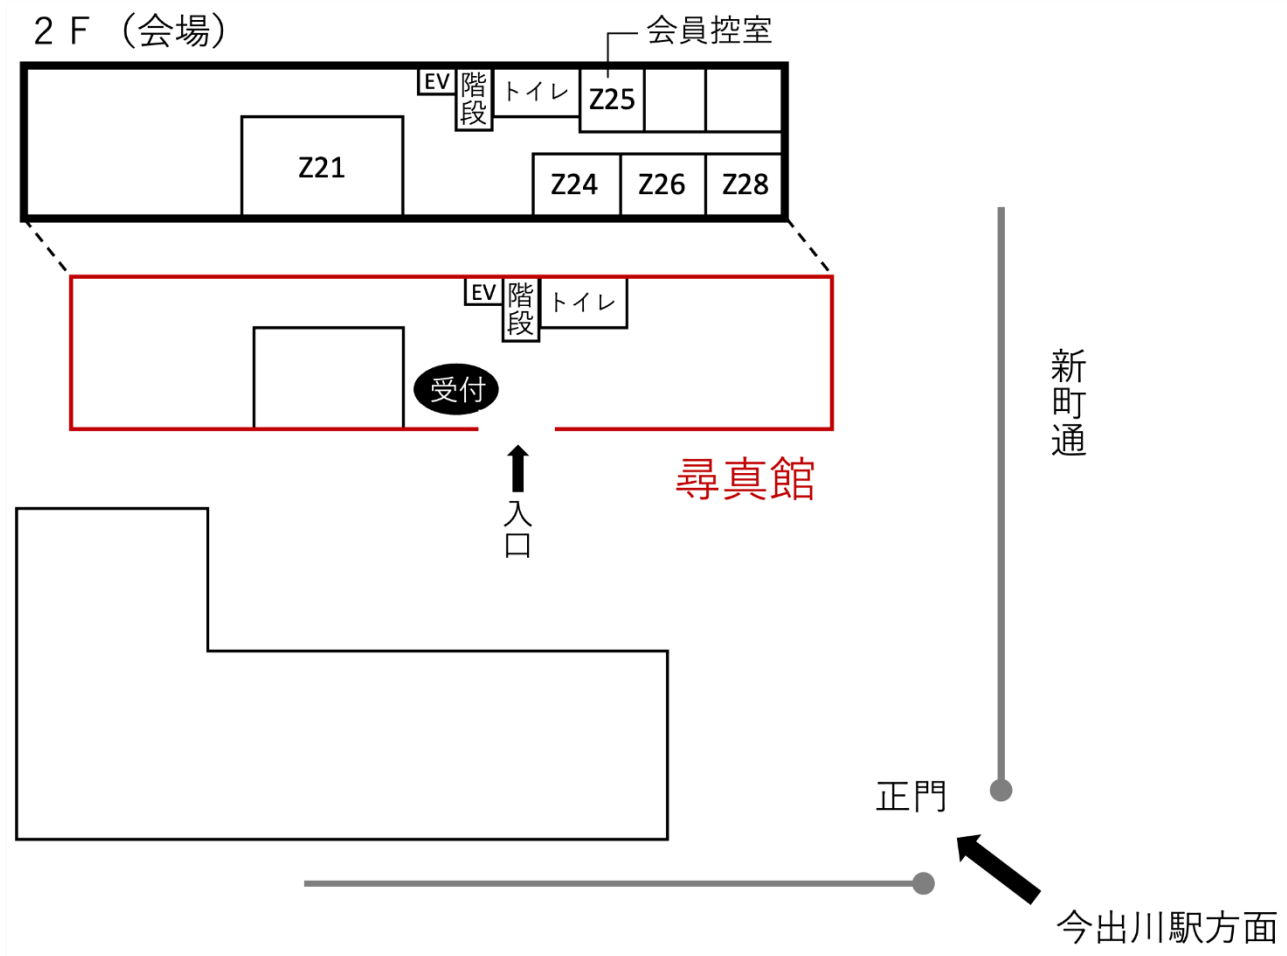 ２Ｆ（会場）
会員控室
EV
階段
トイレ
Z25
Z21
Z24
Z26
Z28
EV
階段
トイレ
受付
新町通
尋真館
入口
正門
今出川駅方面